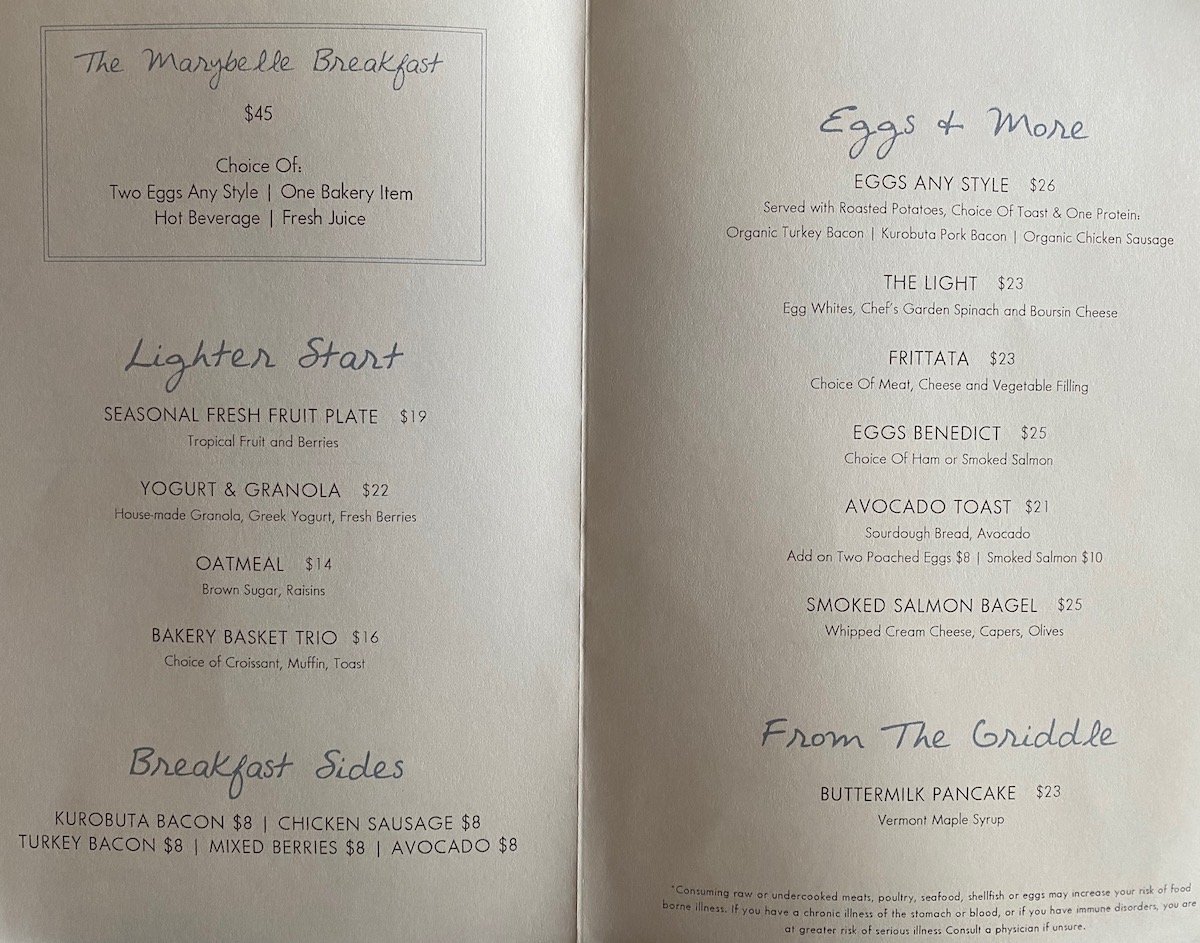 The Marybelle Breakfast
$45
Choice Of:
Two Eggs Any Style | One Bakery Item
Hot Beverage | Fresh Juice
Lighter Start
SEASONAL FRESH FRUIT PLATE $19
Tropical Fruit and Berries
YOGURT & GRANOLA $22
House-made Granola, Greek Yogurt, Fresh Berries
OATMEAL $14
Brown Sugar, Raisins
BAKERY BASKET TRIO $16
Choice of Croissant, Muffin, Toast
Breakfast Sides
KUROBUTA BACON $8 | CHICKEN SAUSAGE $8
TURKEY BACON $8 | MIXED BERRIES $8 | AVOCADO $8
Eggs & More
EGGS ANY STYLE $26
Served with Roasted Potatoes, Choice Of Toast & One Protein:
Organic Turkey Bacon | Kurobuta Pork Bacon | Organic Chicken Sausage
THE LIGHT $23
Egg Whites, Chef's Garden Spinach and Boursin Cheese
FRITTATA $23
Choice Of Meat, Cheese and Vegetable Filling
EGGS BENEDICT $25
Choice Of Ham or Smoked Salmon
AVOCADO TOAST $21
Sourdough Bread, Avocado
Add on Two Poached Eggs $8 | Smoked Salmon $10
SMOKED SALMON BAGEL $25
Whipped Cream Cheese, Capers, Olives
From The Griddle
BUTTERMILK PANCAKE $23
Vermont Maple Syrup
*Consuming raw or undercooked meats, poultry, seafood, shellfish or eggs may increase your risk of food
borne illness. If you have a chronic illness of the stomach or blood, or if you have immune disorders, you are
at greater risk of serious illness Consult a physician if unsure.